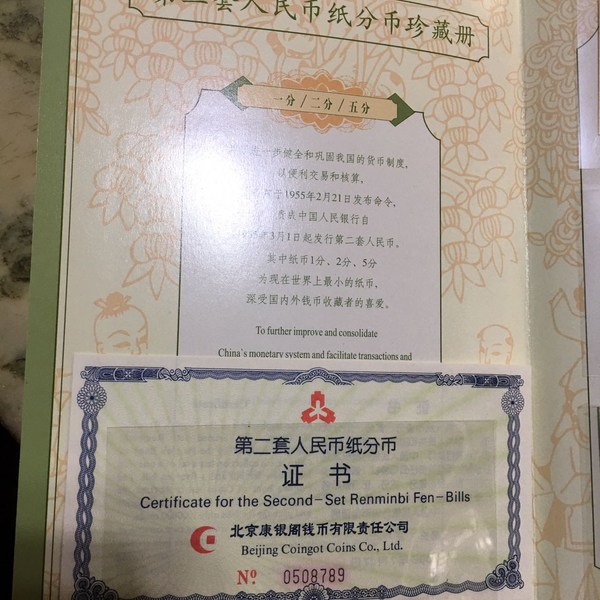 第二套人民币纸分币珍藏册
一分/二分/五分
一步健全和巩固我国的货币制度,
以便利交易和核算,
于1955年2月21日发布命令,
责成中国人民银行自
年3月1日起发行第二套人民币。
其中纸币1分、2分、5分
为现在世界上最小的纸币、
深受国内外钱币收藏者的喜爱。
To further improve and consolidate
China's monetary system and facilitate transactions and
第二套人民币纸分币
证书
Certificate for the Second-Set Renminbi Fen-Bills
北京康银阁钱币有限责任公司
Beijing Coingot Coins Co., Ltd.
Nº 0508789